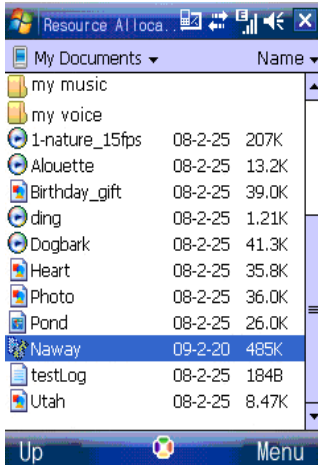 Resource Alloca..
My Documents Name
my music
my voice
1-nature_15fps 08-2-25 207K
Alouette 08-2-25 13.2K
Birthday_gift 08-2-25 39.0K
ding 08-2-25 1.21K
Dogbark 08-2-25 41.3K
Heart 08-2-25 35.8K
Photo 08-2-25 36.0K
Pond 08-2-25 26.0K
Naway 09-2-20 485K
testLog 08-2-25 184B
Utah 08-2-25 8.47K
Up Menu